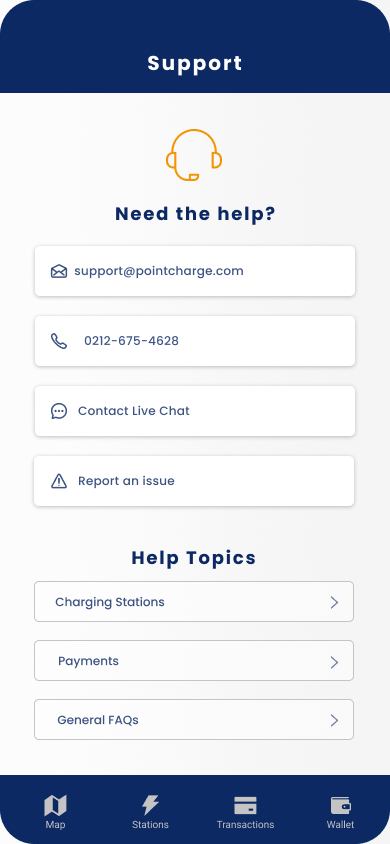 Support
Need the help?
support@pointcharge.com
0212-675-4628
Contact Live Chat
Report an issue
Help Topics
Charging Stations
Payments
General FAQs
Map Stations Transactions Wallet